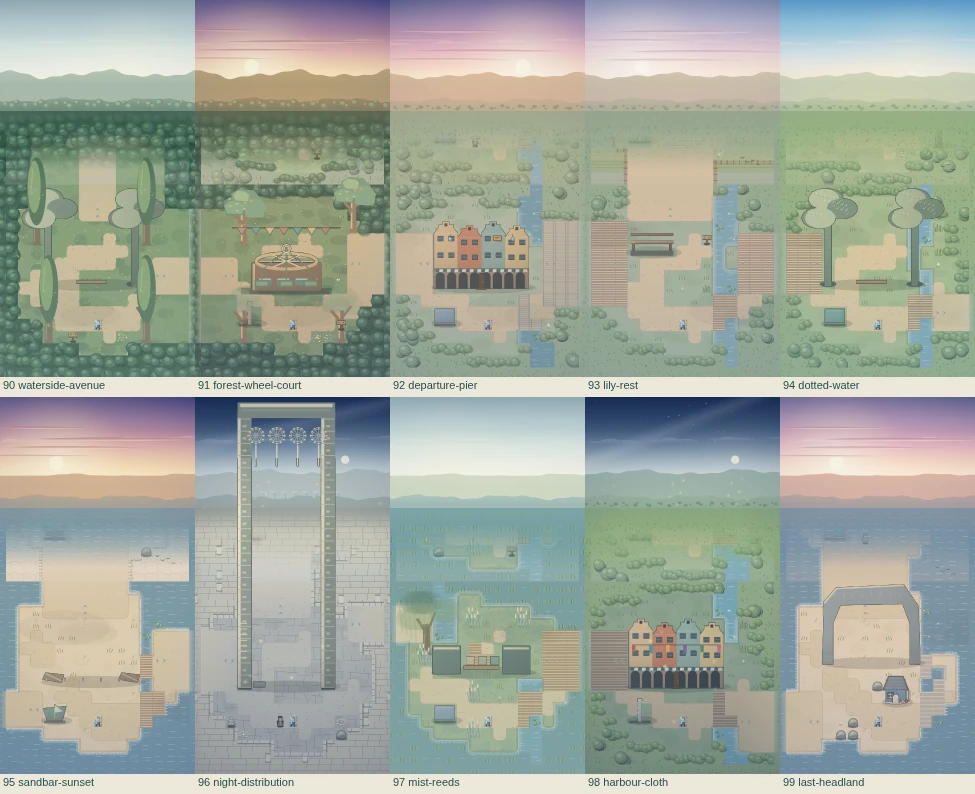 90 waterside-avenue
91 forest-wheel-court
92 departure-pier
93 lily-rest
94 dotted-water
95 sandbar-sunset
96 night-distribution
97 mist-reeds
98 harbour-cloth
99 last-headland